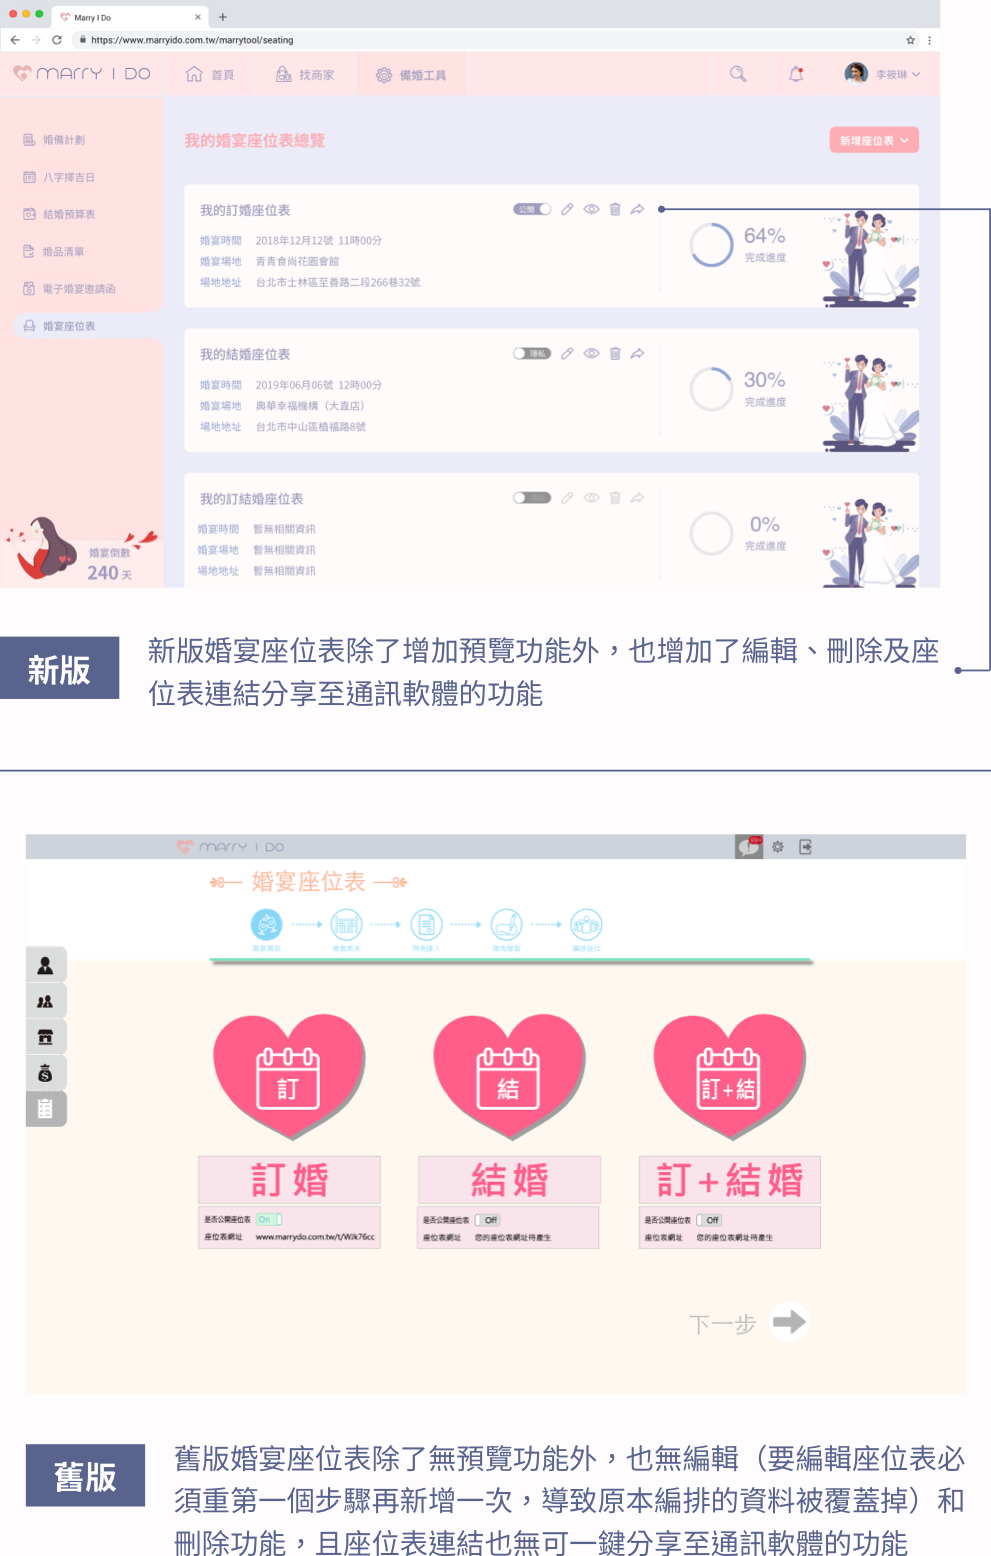 Marry I Do
https://www.marryido.com.tw/marrytool/seating
MARRY I DO
首頁
找商家
備婚工具
李筱琳
婚備計劃
八字擇吉日
結婚預算表
婚品清單
電子婚宴邀請函
婚宴座位表
婚宴倒數
240 天
我的婚宴座位表總覽
新增座位表
我的訂婚座位表
公開
婚宴時間 2018年12月12號 11時00分
婚宴場地 青青食尚花園會館
場地地址 台北市士林區至善路二段266巷32號
64%
完成進度
我的結婚座位表
隱私
婚宴時間 2019年06月06號 12時00分
婚宴場地 典華幸福機構（大直店）
場地地址 台北市中山區植福路8號
30%
完成進度
我的訂結婚座位表
婚宴時間 暫無相關資訊
婚宴場地 暫無相關資訊
場地地址 暫無相關資訊
0%
完成進度
新版
新版婚宴座位表除了增加預覽功能外，也增加了編輯、刪除及座
位表連結分享至通訊軟體的功能
MARRY I DO
99+
婚宴座位表
訂
結
訂+結
訂婚
結婚
訂+結婚
是否公開座位表 On
座位表網址 www.marrydo.com.tw/t/WJk76cc
是否公開座位表 Off
座位表網址 您的座位表網址待產生
是否公開座位表 Off
座位表網址 您的座位表網址待產生
下一步
舊版
舊版婚宴座位表除了無預覽功能外，也無編輯（要編輯座位表必
須重第一個步驟再新增一次，導致原本編排的資料被覆蓋掉）和
刪除功能，且座位表連結也無可一鍵分享至通訊軟體的功能